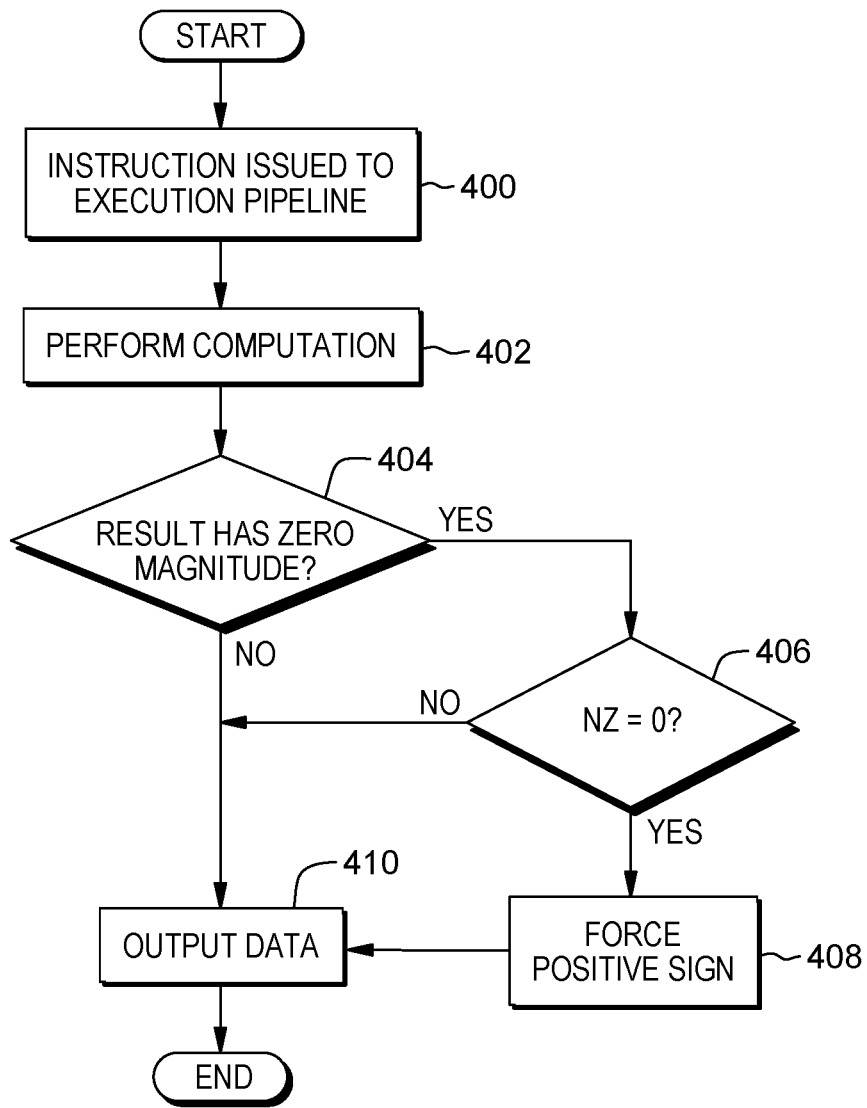 START
INSTRUCTION ISSUED TO
EXECUTION PIPELINE
400
PERFORM COMPUTATION
402
404
RESULT HAS ZERO
MAGNITUDE?
YES
NO
406
NZ = 0?
NO
YES
410
OUTPUT DATA
FORCE
POSITIVE SIGN
408
END